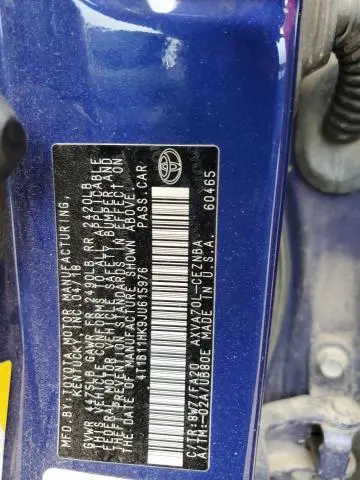 MFD. BY:
TOYOTA MOTOR MANUFACTURING,
KENTUCKY, INC. 04/18
GVWR 4747LB GAWR FR 2490LB RR 2420LB
THIS VEHICLE CONFORMS TO ALL APPLICABLE
FEDERAL MOTOR VEHICLE SAFETY, BUMPER AND
THEFT PREVENTION STANDARDS IN EFFECT ON
THE DATE OF MANUFACTURE SHOWN ABOVE.
4T1B11HK9JU615976 PASS. CAR
C/TR:8W7/FA20 AXVA70L-CEZNBA
A/TM:-02A/UB80E MADE IN U.S.A.
60465